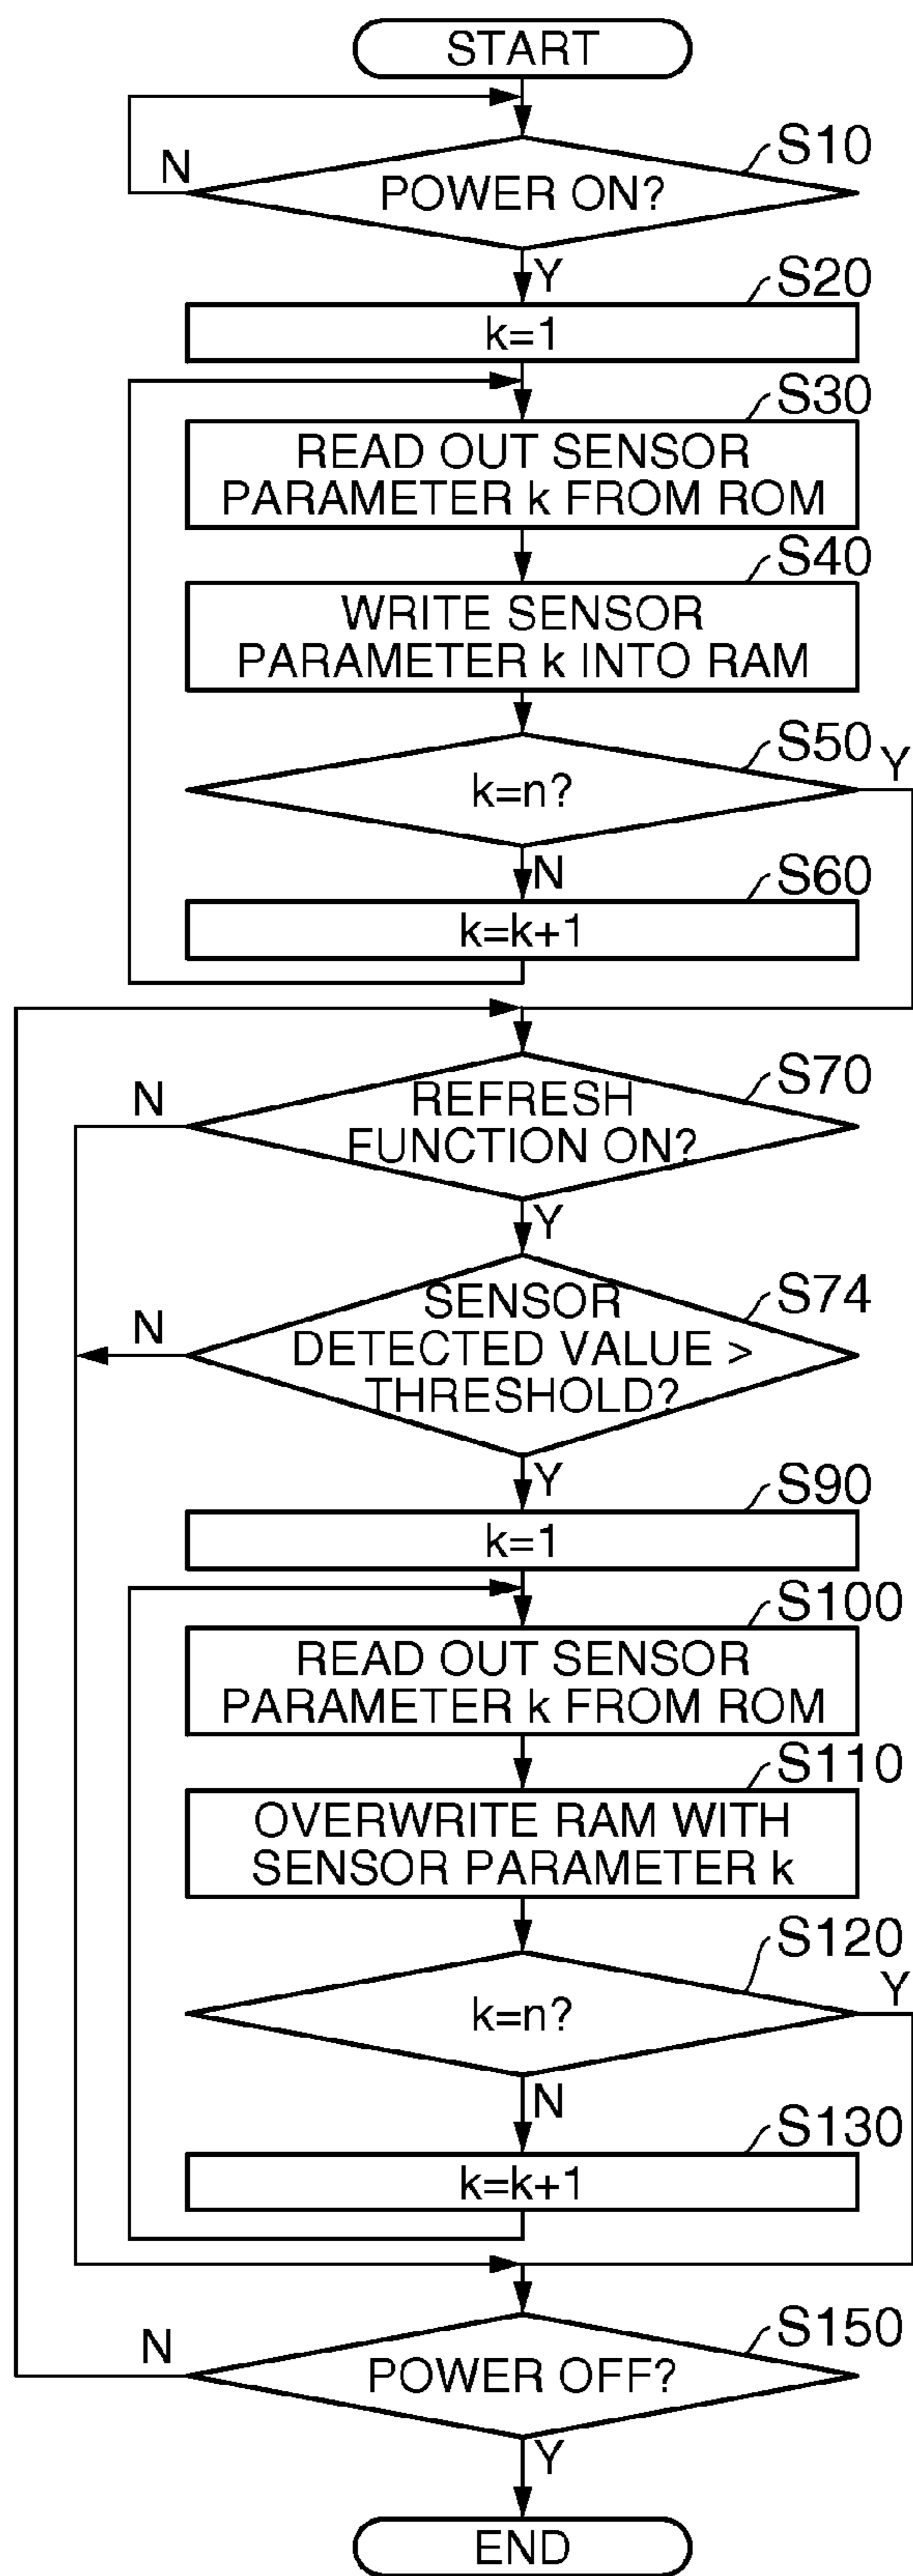 START
S10
N
POWER ON?
Y
S20
k=1
S30
READ OUT SENSOR
PARAMETER k FROM ROM
S40
WRITE SENSOR
PARAMETER k INTO RAM
S50
Y
k=n?
N
S60
k=k+1
S70
N
REFRESH
FUNCTION ON?
Y
S74
N
SENSOR
DETECTED VALUE >
THRESHOLD?
Y
S90
k=1
S100
READ OUT SENSOR
PARAMETER k FROM ROM
S110
OVERWRITE RAM WITH
SENSOR PARAMETER k
S120
Y
k=n?
N
S130
k=k+1
S150
N
POWER OFF?
Y
END